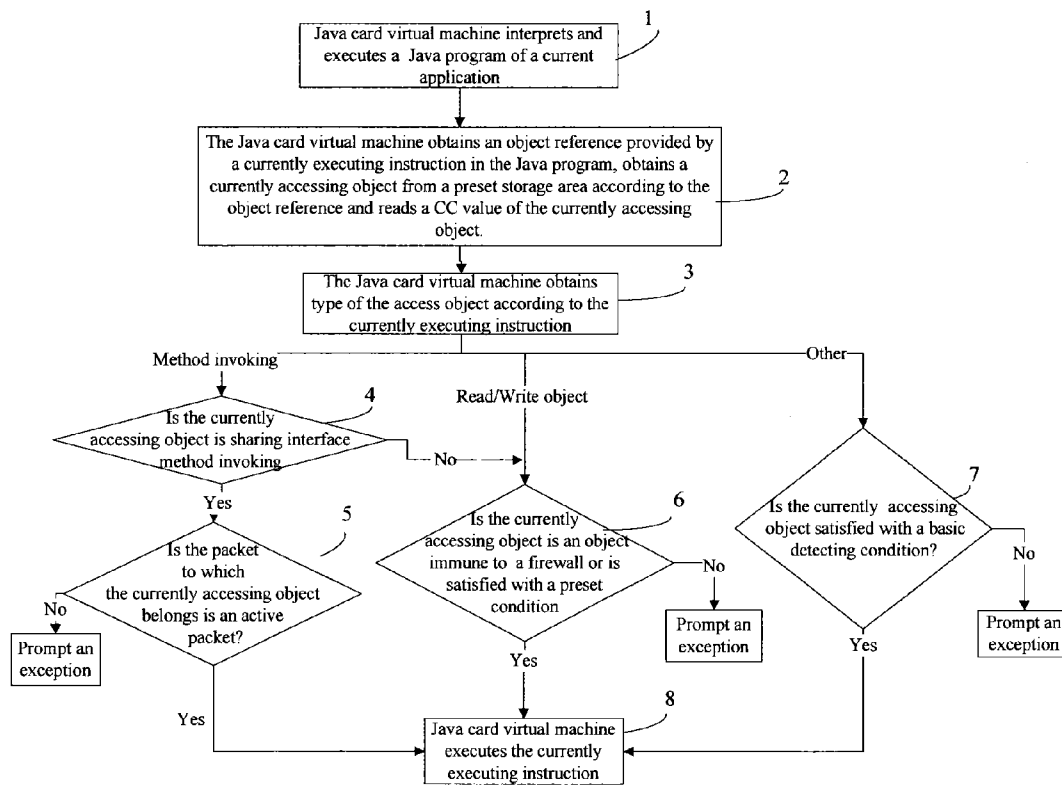 1
Java card virtual machine interprets and
executes a Java program of a current
application
The Java card virtual machine obtains an object reference provided by
a currently executing instruction in the Java program, obtains a
currently accessing object from a preset storage area according to the
object reference and reads a CC value of the currently accessing
object.
2
The Java card virtual machine obtains
type of the access object according to the
currently executing instruction
3
Method invoking
Read/Write object
Other
4
Is the currently
accessing object is sharing interface
method invoking
No
Yes
5
Is the packet
to which
the currently accessing object
belongs is an active
packet?
No
Prompt an
exception
Yes
6
Is the currently
accessing object is an object
immune to a firewall or is
satisfied with a preset
condition
No
Prompt an
exception
Yes
7
Is the currently accessing
object satisfied with a basic
detecting condition?
No
Prompt an
exception
Yes
8
Java card virtual machine
executes the currently
executing instruction